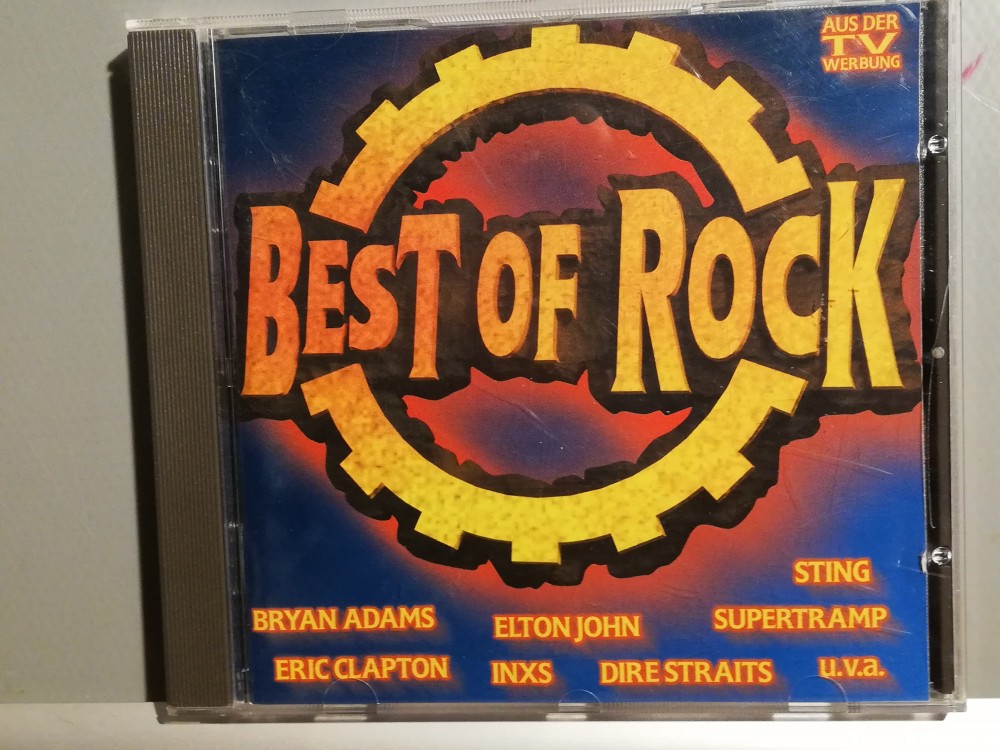 AUS DER
TV
WERBUNG
BEST OF ROCK
STING
BRYAN ADAMS
ELTON JOHN
SUPERTRAMP
ERIC CLAPTON
INXS
DIRE STRAITS
u.v.a.